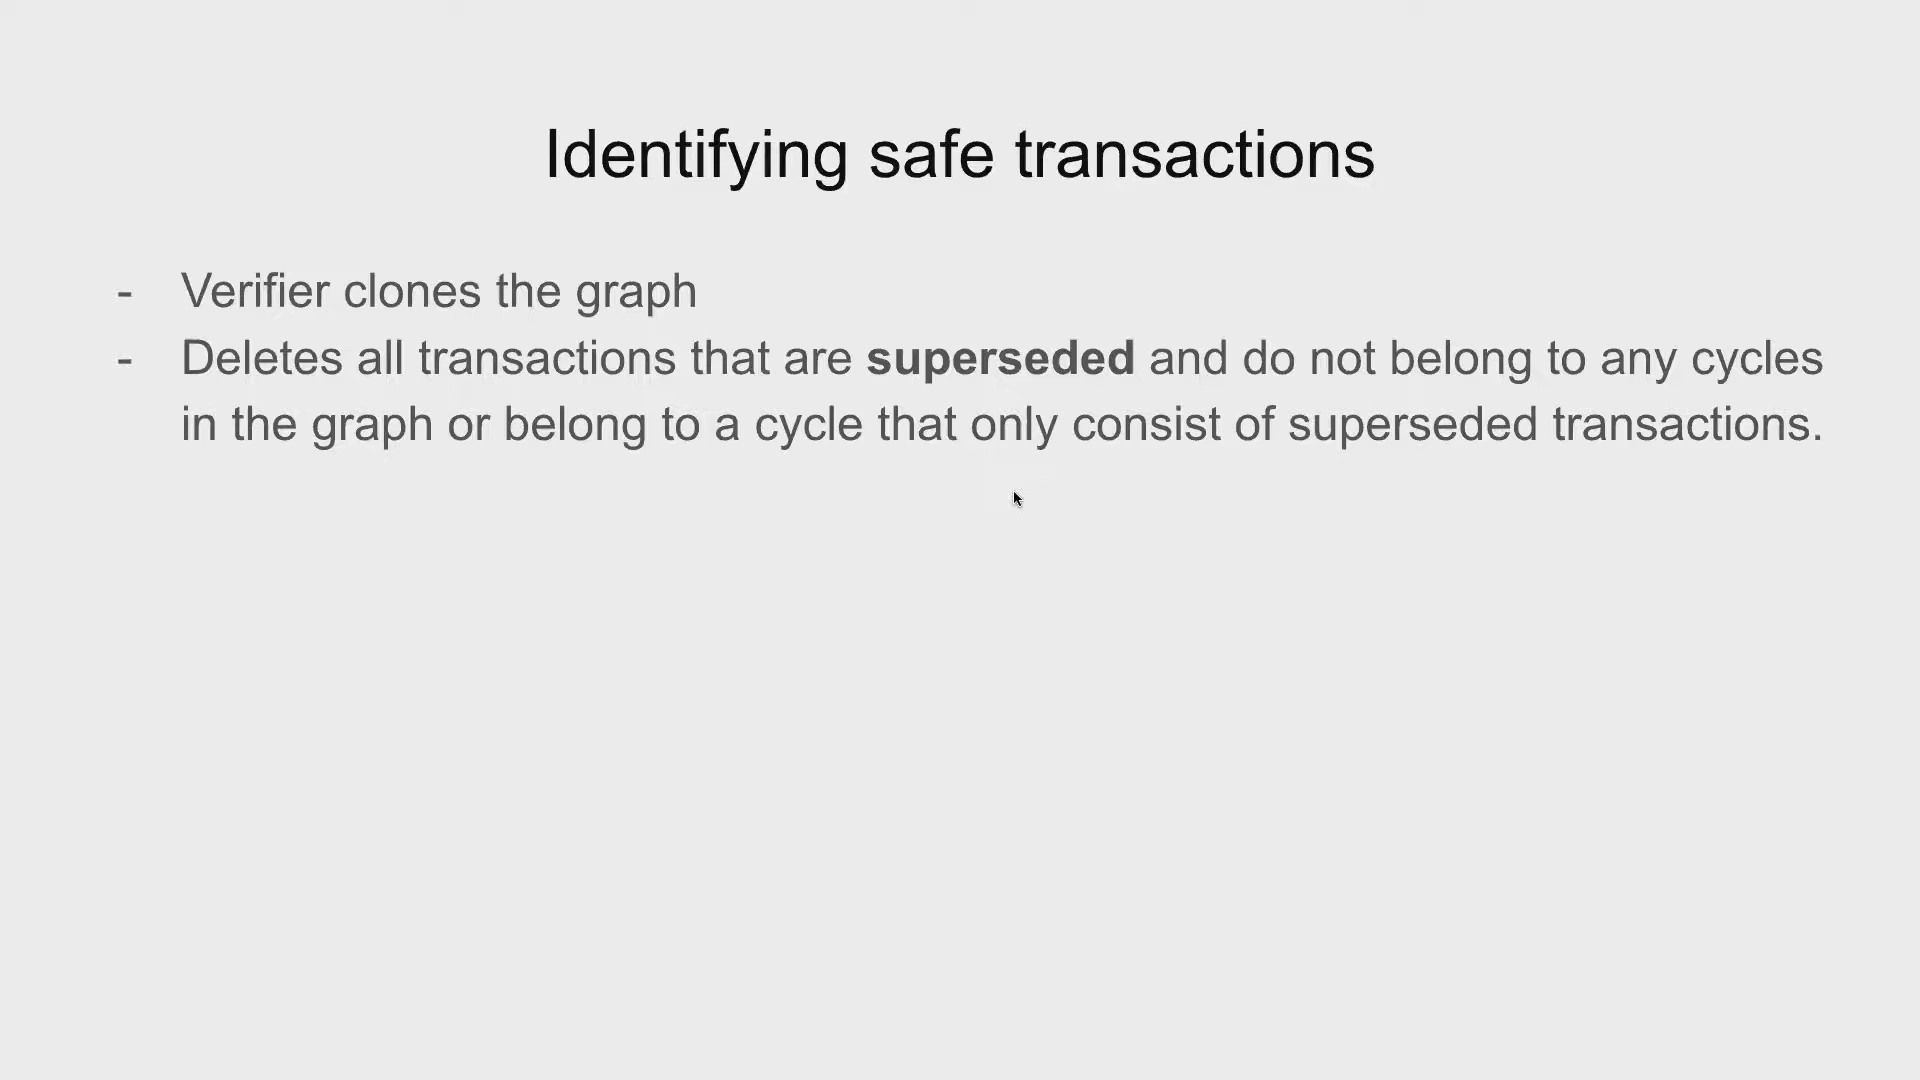 Identifying safe transactions
- Verifier clones the graph
- Deletes all transactions that are superseded and do not belong to any cycles
in the graph or belong to a cycle that only consist of superseded transactions.